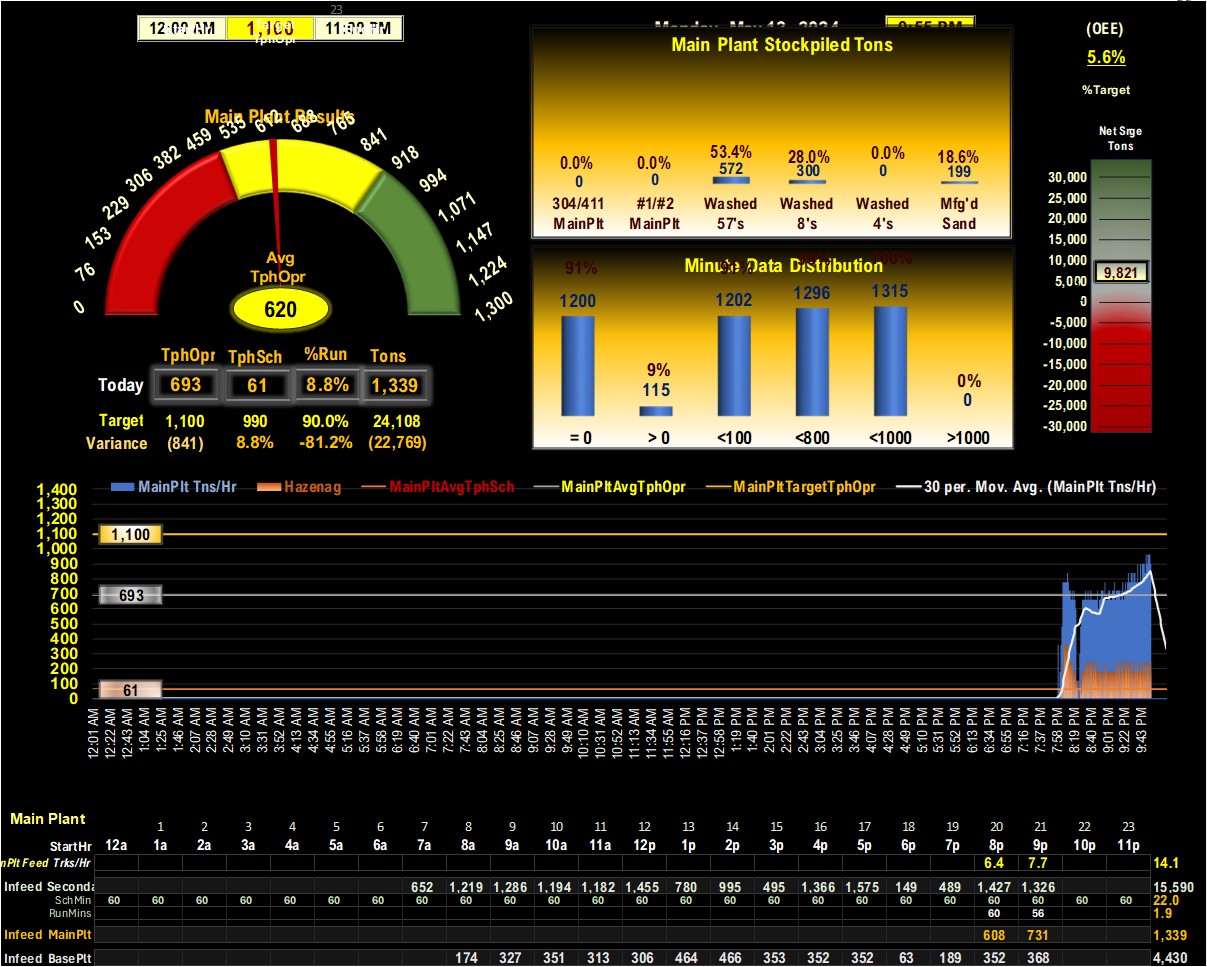 23
12:00 AM 1,100 11:00 PM
TphOpr
Monday, May 13, 2024 9:55 PM
Main Plant Results
0 76 153 229 306 382 459 535 612 688 765 841 918 994 1,071 1,147 1,224 1,300
Avg
TphOpr
620
TphOpr TphSch %Run Tons
Today 693 61 8.8% 1,339
Target 1,100 990 90.0% 24,108
Variance (841) 8.8% -81.2% (22,769)
Main Plant Stockpiled Tons
0.0% 0.0% 53.4% 28.0% 0.0% 18.6%
0 0 572 300 0 199
304/411 #1/#2 Washed Washed Washed Mfg'd
MainPlt MainPlt 57's 8's 4's Sand
Minute Data Distribution
91% 9% 0%
1200 115 1202 1296 1315 0
= 0 > 0 <100 <800 <1000 >1000
(OEE)
5.6%
%Target
Net Srge
Tons
30,000
25,000
20,000
15,000
10,000
9,821
5,000
0
-5,000
-10,000
-15,000
-20,000
-25,000
-30,000
MainPlt Tns/Hr Hazenag MainPltAvgTphSch MainPltAvgTphOpr MainPltTargetTphOpr 30 per. Mov. Avg. (MainPlt Tns/Hr)
1,400
1,300
1,200
1,100 1,100
1,000
900
800
700 693
600
500
400
300
200
100 61
0
12:01 AM 12:22 AM 12:43 AM 1:04 AM 1:25 AM 1:46 AM 2:07 AM 2:28 AM 2:49 AM 3:10 AM 3:31 AM 3:52 AM 4:13 AM 4:34 AM 4:55 AM 5:16 AM 5:37 AM 5:58 AM 6:19 AM 6:40 AM 7:01 AM 7:22 AM 7:43 AM 8:04 AM 8:25 AM 8:46 AM 9:07 AM 9:28 AM 9:49 AM 10:10 AM 10:31 AM 10:52 AM 11:13 AM 11:34 AM 11:55 AM 12:16 PM 12:37 PM 12:58 PM 1:19 PM 1:40 PM 2:01 PM 2:22 PM 2:43 PM 3:04 PM 3:25 PM 3:46 PM 4:07 PM 4:28 PM 4:49 PM 5:10 PM 5:31 PM 5:52 PM 6:13 PM 6:34 PM 6:55 PM 7:16 PM 7:37 PM 7:58 PM 8:19 PM 8:40 PM 9:01 PM 9:22 PM 9:43 PM
Main Plant
1 2 3 4 5 6 7 8 9 10 11 12 13 14 15 16 17 18 19 20 21 22 23
StartHr 12a 1a 2a 3a 4a 5a 6a 7a 8a 9a 10a 11a 12p 1p 2p 3p 4p 5p 6p 7p 8p 9p 10p 11p
nPlt Feed Trks/Hr 6.4 7.7 14.1
Infeed Seconda 652 1,219 1,286 1,194 1,182 1,455 780 995 495 1,366 1,575 149 489 1,427 1,326 15,590
SchMin 60 60 60 60 60 60 60 60 60 60 60 60 60 60 60 60 60 60 60 60 60 60 60 60 22.0
RunMins 60 56 1.9
Infeed MainPlt 608 731 1,339
Infeed BasePlt 174 327 351 313 306 464 466 353 352 352 63 189 352 368 4,430